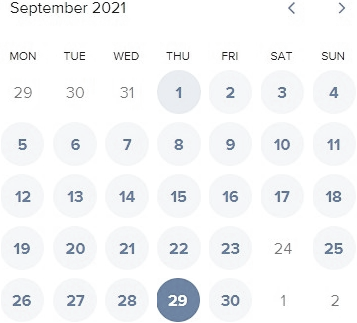 September 2021
MON TUE WED THU FRI SAT SUN
29 30 31 1 2 3 4
5 6 7 8 9 10 11
12 13 14 15 16 17 18
19 20 21 22 23 24 25
26 27 28 29 30 1 2